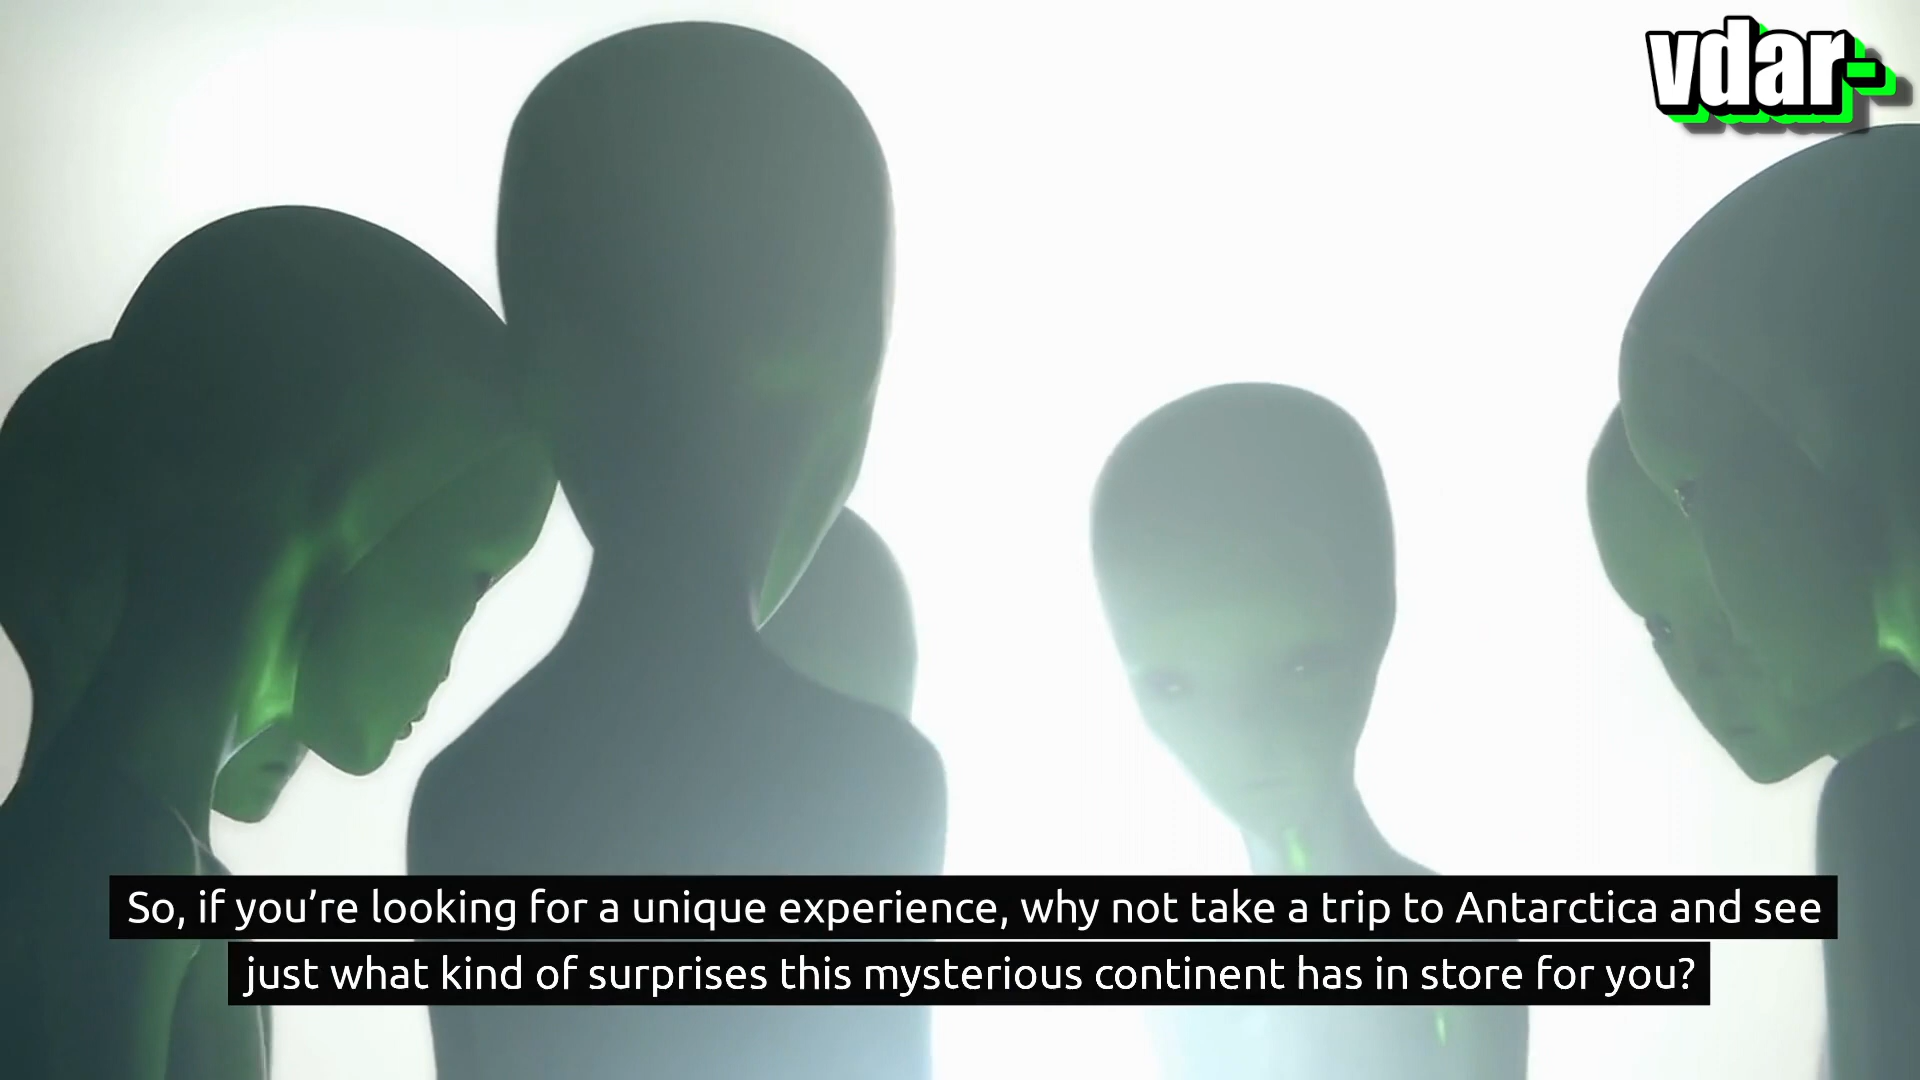 vdar-
So, if you’re looking for a unique experience, why not take a trip to Antarctica and see
just what kind of surprises this mysterious continent has in store for you?